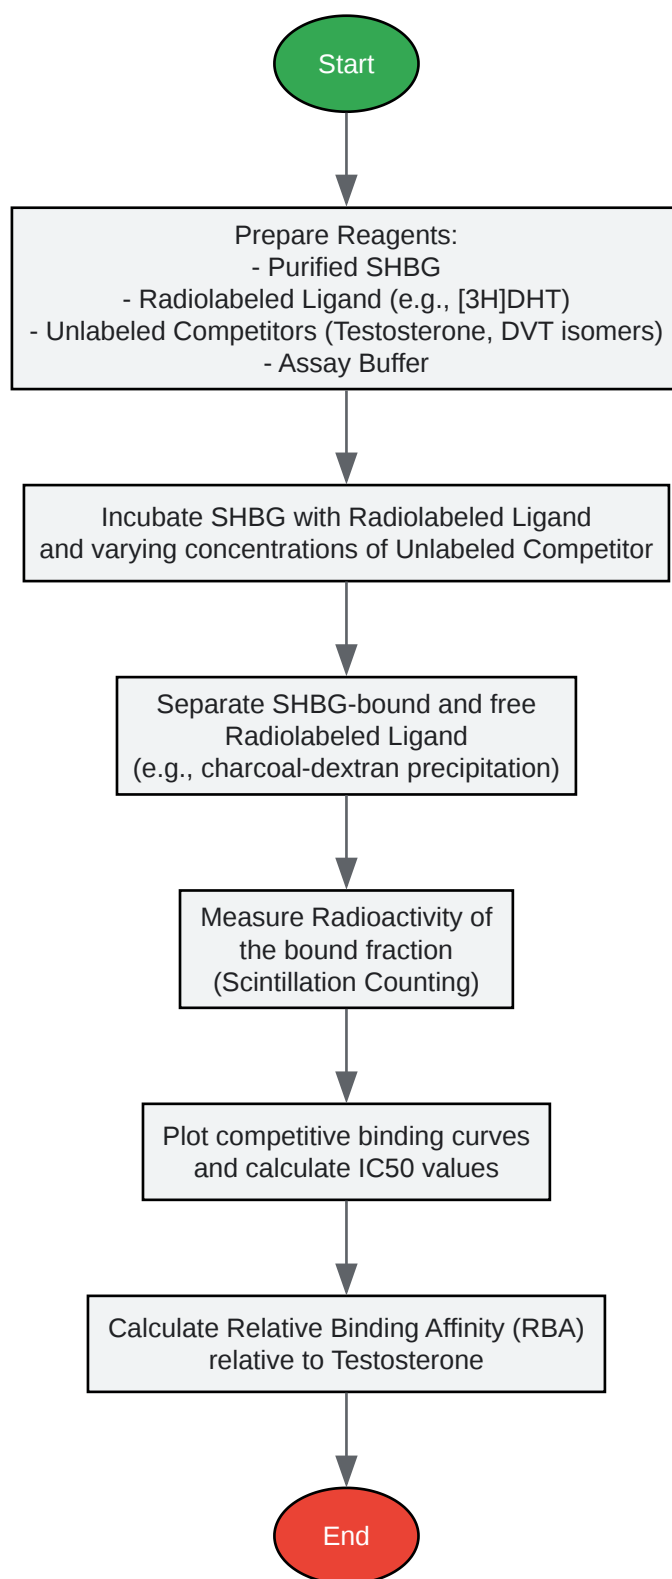 Start
Prepare Reagents:
- Purified SHBG
- Radiolabeled Ligand (e.g., [3H]DHT)
- Unlabeled Competitors (Testosterone, DVT isomers)
- Assay Buffer
Incubate SHBG with Radiolabeled Ligand
and varying concentrations of Unlabeled Competitor
Separate SHBG-bound and free
Radiolabeled Ligand
(e.g., charcoal-dextran precipitation)
Measure Radioactivity of
the bound fraction
(Scintillation Counting)
Plot competitive binding curves
and calculate IC50 values
Calculate Relative Binding Affinity (RBA)
relative to Testosterone
End